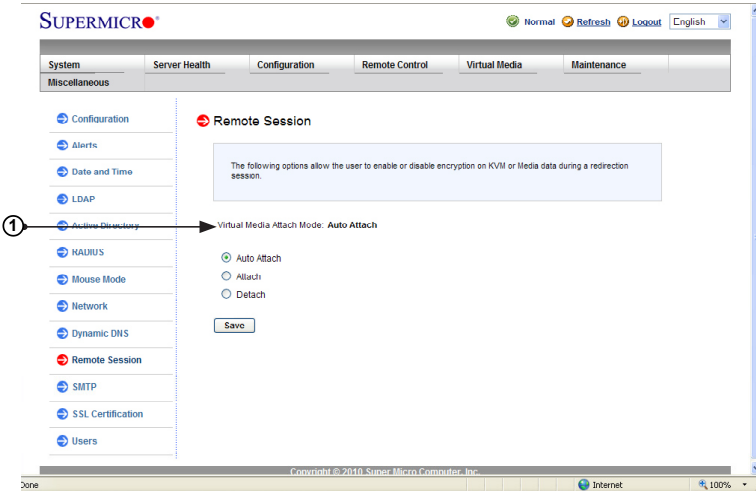 SUPERMICRO
Normal Refresh Logout English
System Server Health Configuration Remote Control Virtual Media Maintenance
Miscellaneous
Configuration
Alerts
Date and Time
LDAP
Active Directory
RADIUS
Mouse Mode
Network
Dynamic DNS
Remote Session
SMTP
SSL Certification
Users
Remote Session
The following options allow the user to enable or disable encryption on KVM or Media data during a redirection
session.
1
Virtual Media Attach Mode: Auto Attach
Auto Attach
Attach
Detach
Save
Copyright © 2010 Super Micro Computer, Inc.
Done Internet 100%